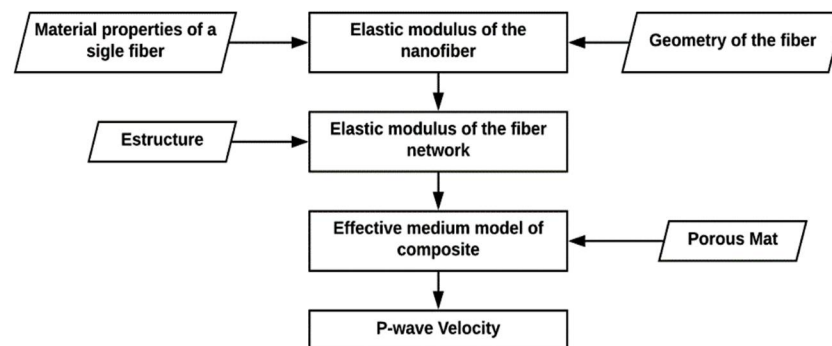 Material properties of a
sigle fiber
Elastic modulus of the
nanofiber
Geometry of the fiber
Estructure
Elastic modulus of the fiber
network
Effective medium model of
composite
Porous Mat
P-wave Velocity